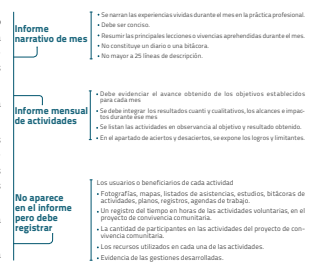 Informe
narrativo de mes
• Se narran las experiencias vividas durante el mes en la práctica profesional.
• Debe ser conciso.
• Resumir las principales lecciones o vivencias aprehendidas durante el mes.
• No constituye un diario o una bitácora.
• No mayor a 25 líneas de descripción.
Informe mensual
de actividades
• Debe evidenciar el avance obtenido de los objetivos establecidos
para cada mes
• Se debe integrar los resultados cuanti y cualitativos, los alcances e impac-
tos durante ese mes
• Se listan las actividades en observancia al objetivo y resultado obtenido.
• En el apartado de aciertos y desaciertos, se expone los logros y limitantes.
No aparece
en el informe
pero debe
registrar
Los usuarios o beneficiarios de cada actividad
• Fotografías, mapas, listados de asistencias, estudios, bitácoras de
actividades, planos, registros, agendas de trabajo.
• Un registro del tiempo en horas de las actividades voluntarias, en el
proyecto de convivencia comunitaria.
• La cantidad de participantes en las actividades del proyecto de con-
vivencia comunitaria.
• Los recursos utilizados en cada una de las actividades.
• Evidencia de las gestiones desarrolladas.